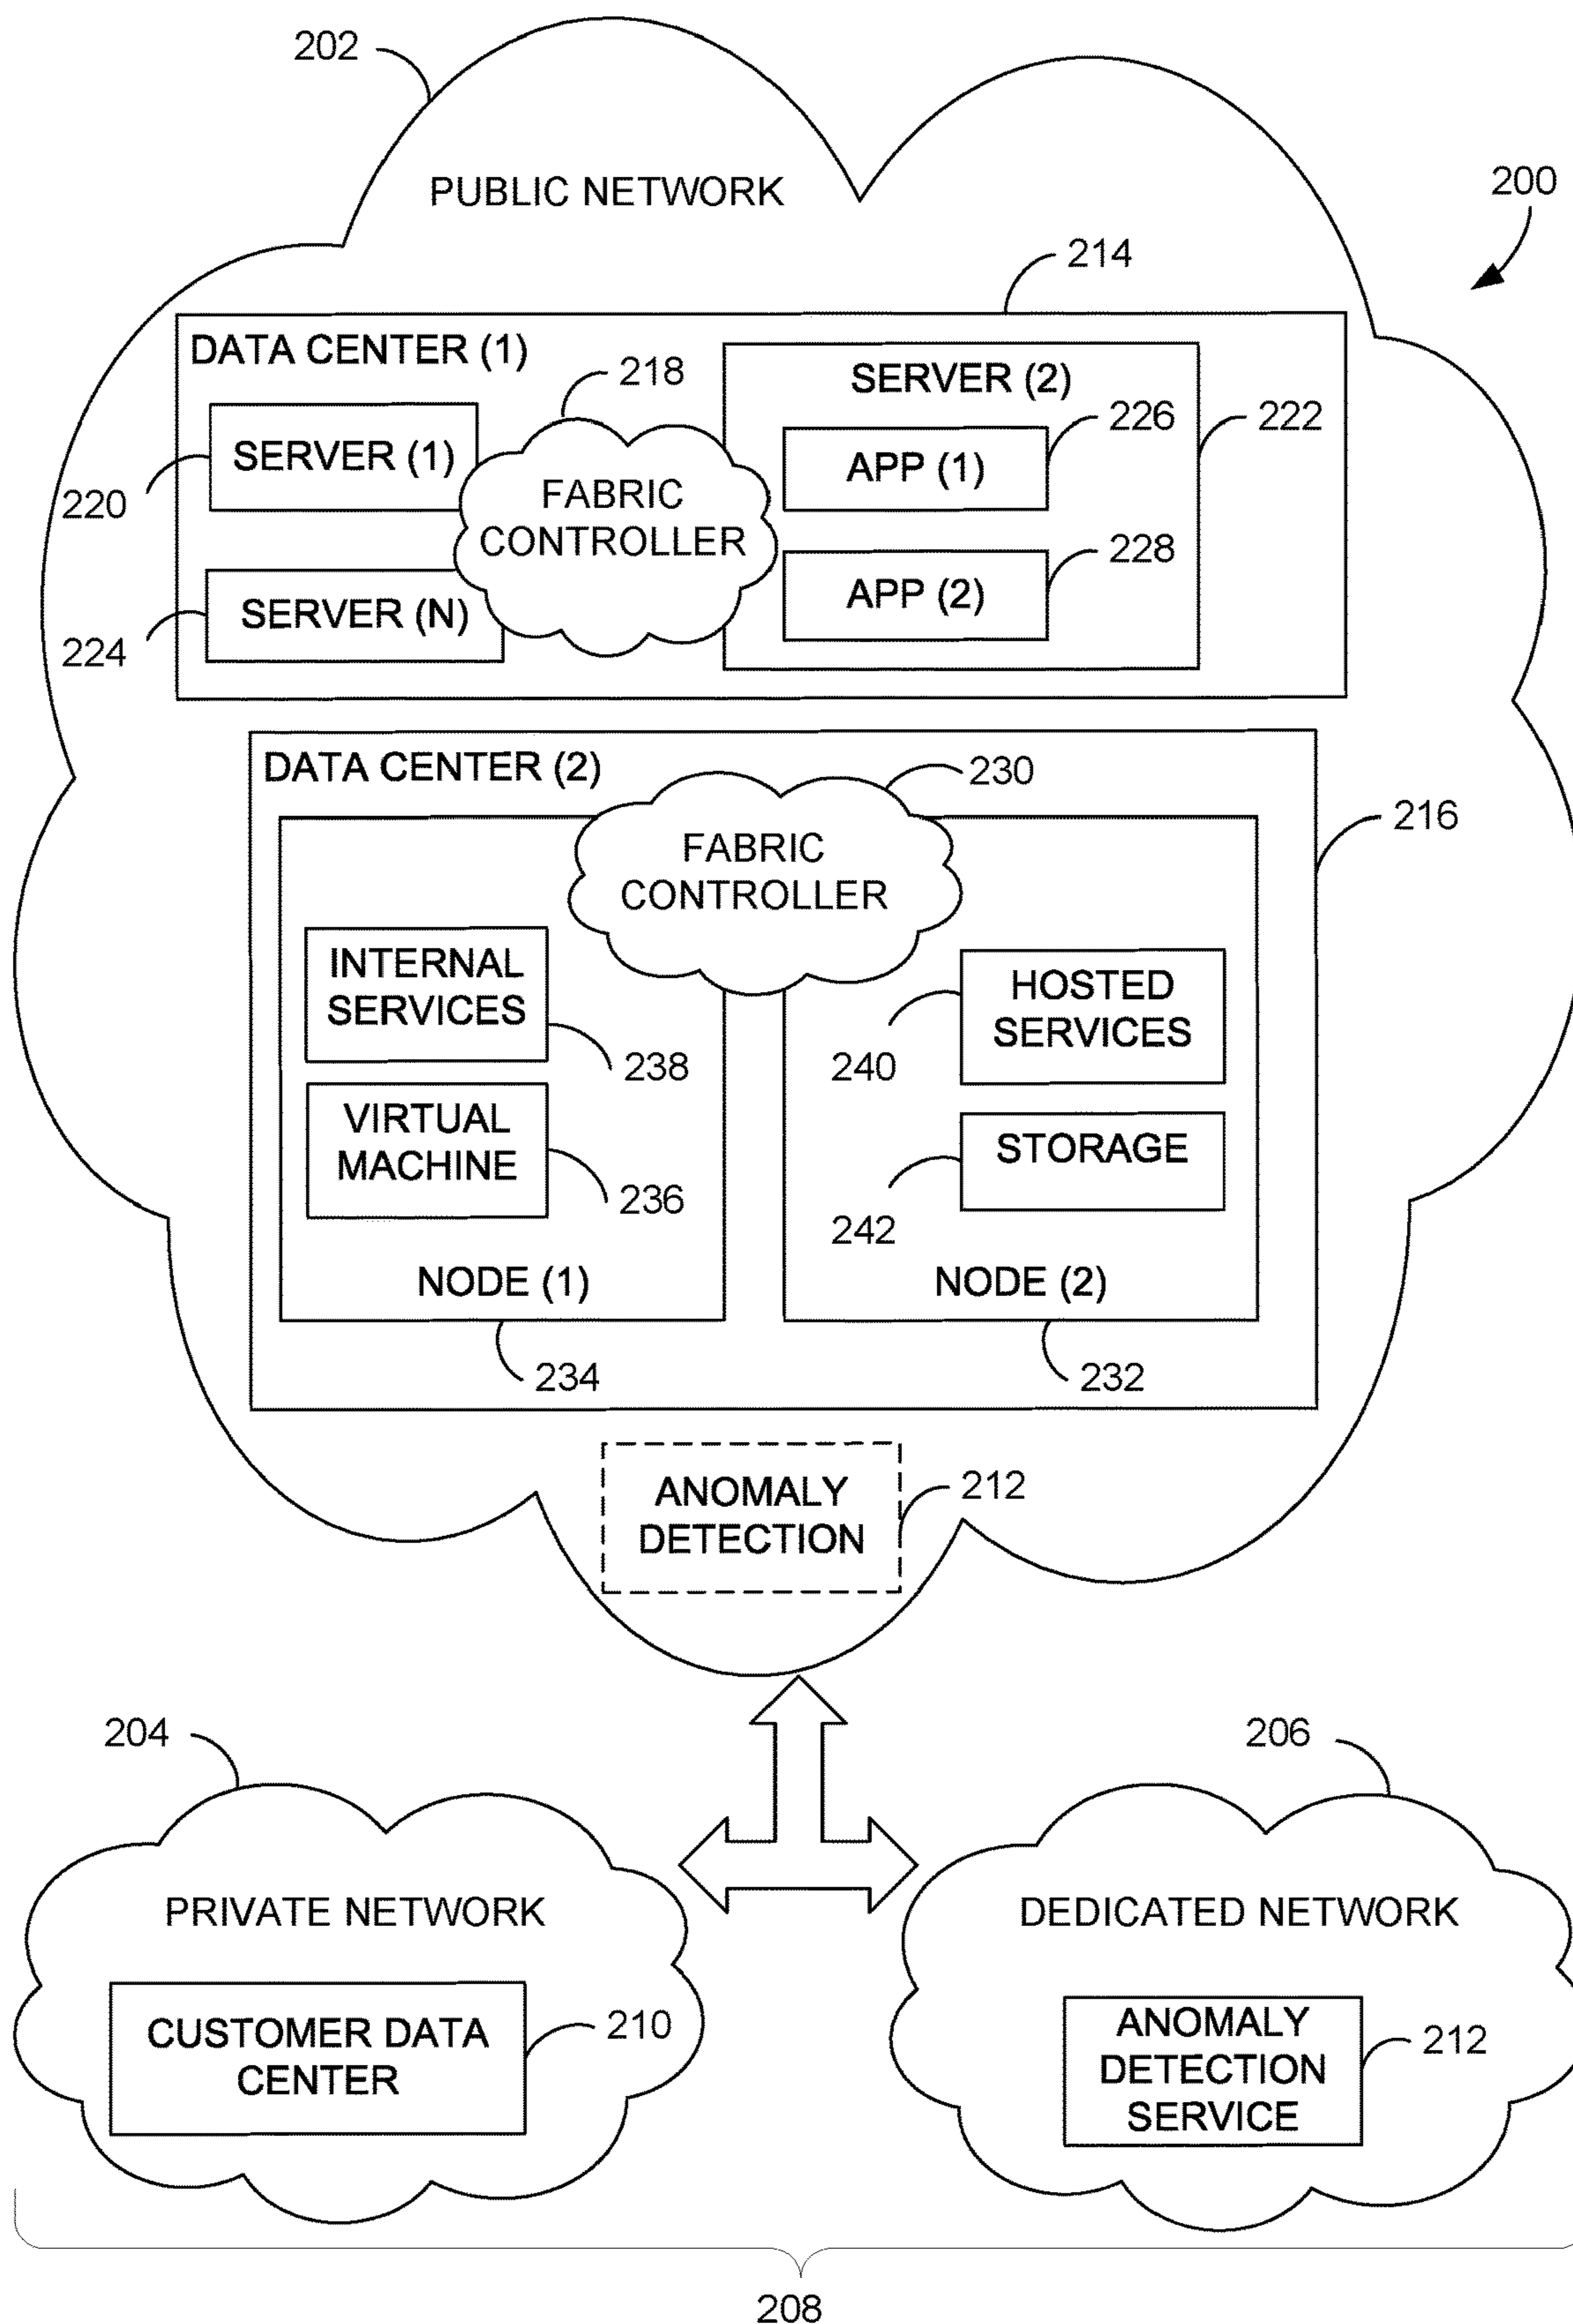 202
PUBLIC NETWORK
200
214
DATA CENTER (1)
218
SERVER (2)
226
222
SERVER (1)
APP (1)
220
FABRIC
CONTROLLER
228
SERVER (N)
APP (2)
224
DATA CENTER (2)
230
216
FABRIC
CONTROLLER
INTERNAL
SERVICES
238
HOSTED
SERVICES
240
VIRTUAL
MACHINE
236
STORAGE
242
NODE (1)
NODE (2)
234
232
ANOMALY
DETECTION
212
204
206
PRIVATE NETWORK
DEDICATED NETWORK
CUSTOMER DATA
CENTER
210
ANOMALY
DETECTION
SERVICE
212
208